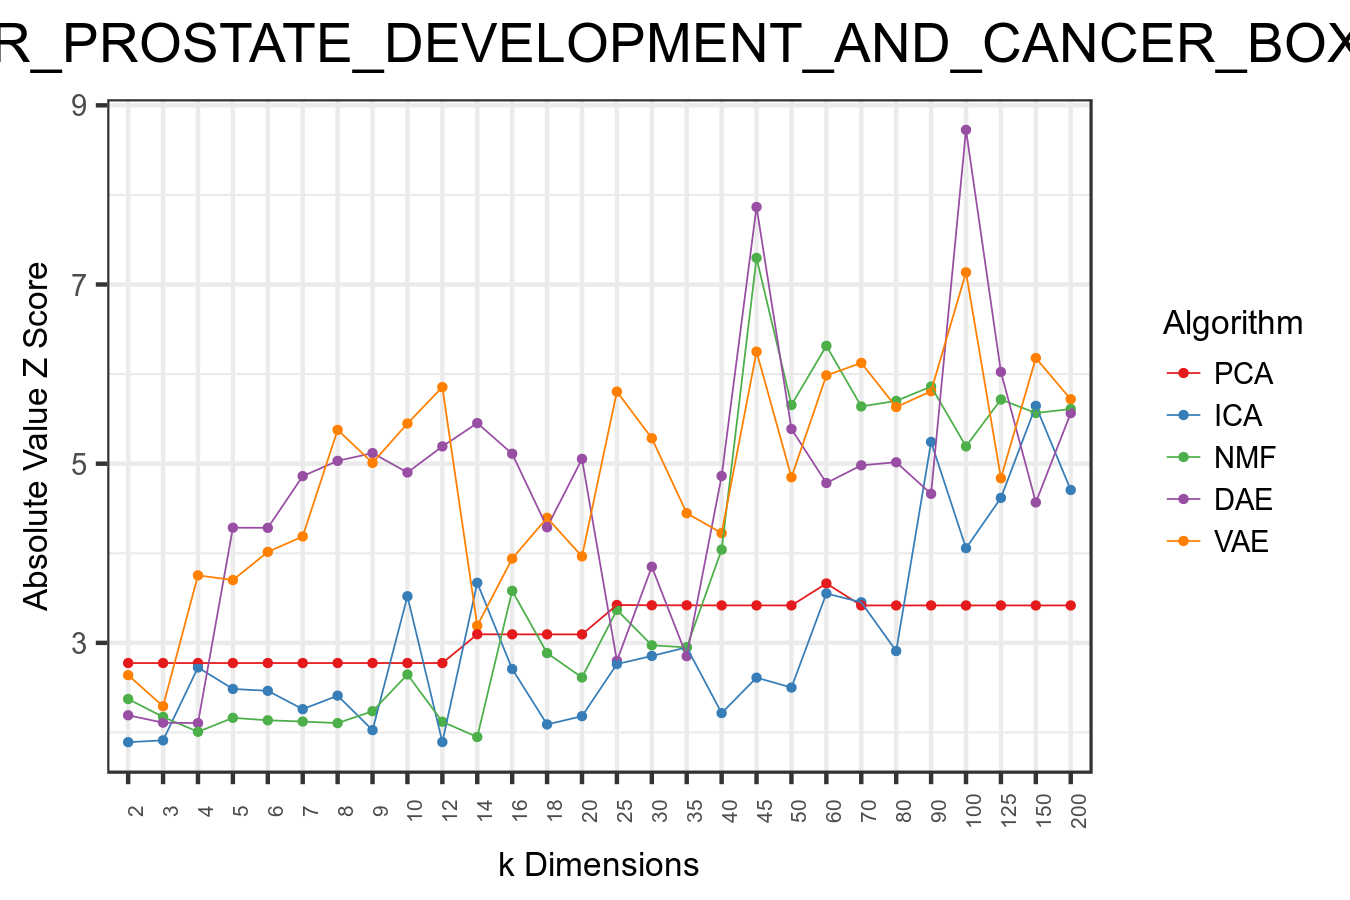 R_PROSTATE_DEVELOPMENT_AND_CANCER_BOX
9
7
5
3
Absolute Value Z Score
2 3 4 5 6 7 8 9 10 12 14 16 18 20 25 30 35 40 45 50 60 70 80 90 100 125 150 200
k Dimensions
Algorithm
PCA
ICA
NMF
DAE
VAE